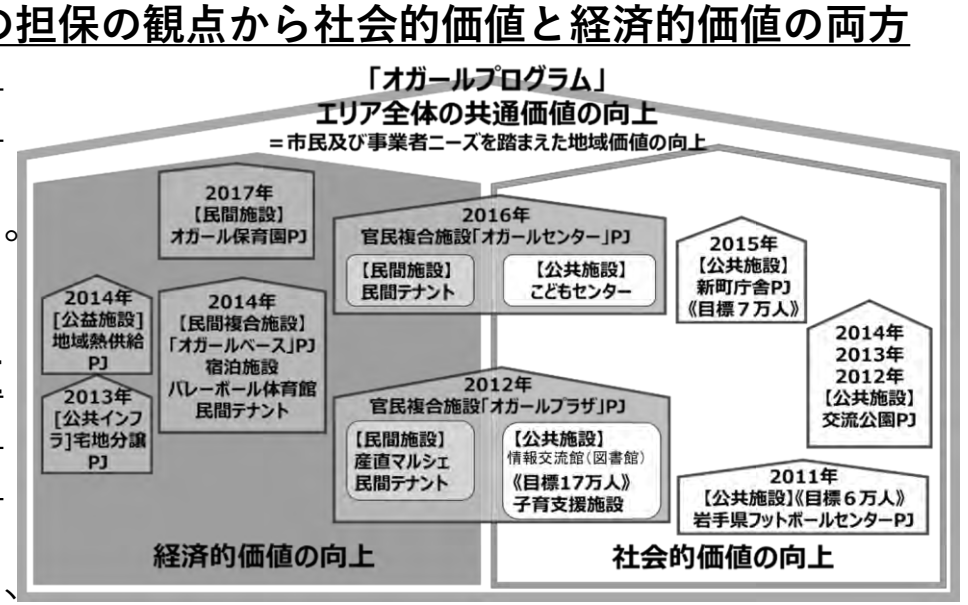 の担保の観点から社会的価値と経済的価値の両方
「オガールプログラム」
エリア全体の共通価値の向上
=市民及び事業者ニーズを踏まえた地域価値の向上
2017年
【民間施設】
オガール保育園PJ
2016年
官民複合施設「オガールセンター」PJ
【民間施設】
民間テナント
【公共施設】
こどもセンター
2015年
【公共施設】
新町庁舎PJ
《目標7万人》
2014年
[公益施設]
地域熱供給
PJ
2014年
【民間複合施設】
「オガールベース」PJ
宿泊施設
バレーボール体育館
民間テナント
2014年
2013年
2012年
【公共施設】
交流公園PJ
2013年
[公共インフ
ラ]宅地分譲
PJ
2012年
官民複合施設「オガールプラザ」PJ
【民間施設】
産直マルシェ
民間テナント
【公共施設】
情報交流館(図書館)
《目標17万人》
子育支援施設
2011年
【公共施設】《目標6万人》
岩手県フットボールセンターPJ
経済的価値の向上
社会的価値の向上
。
、